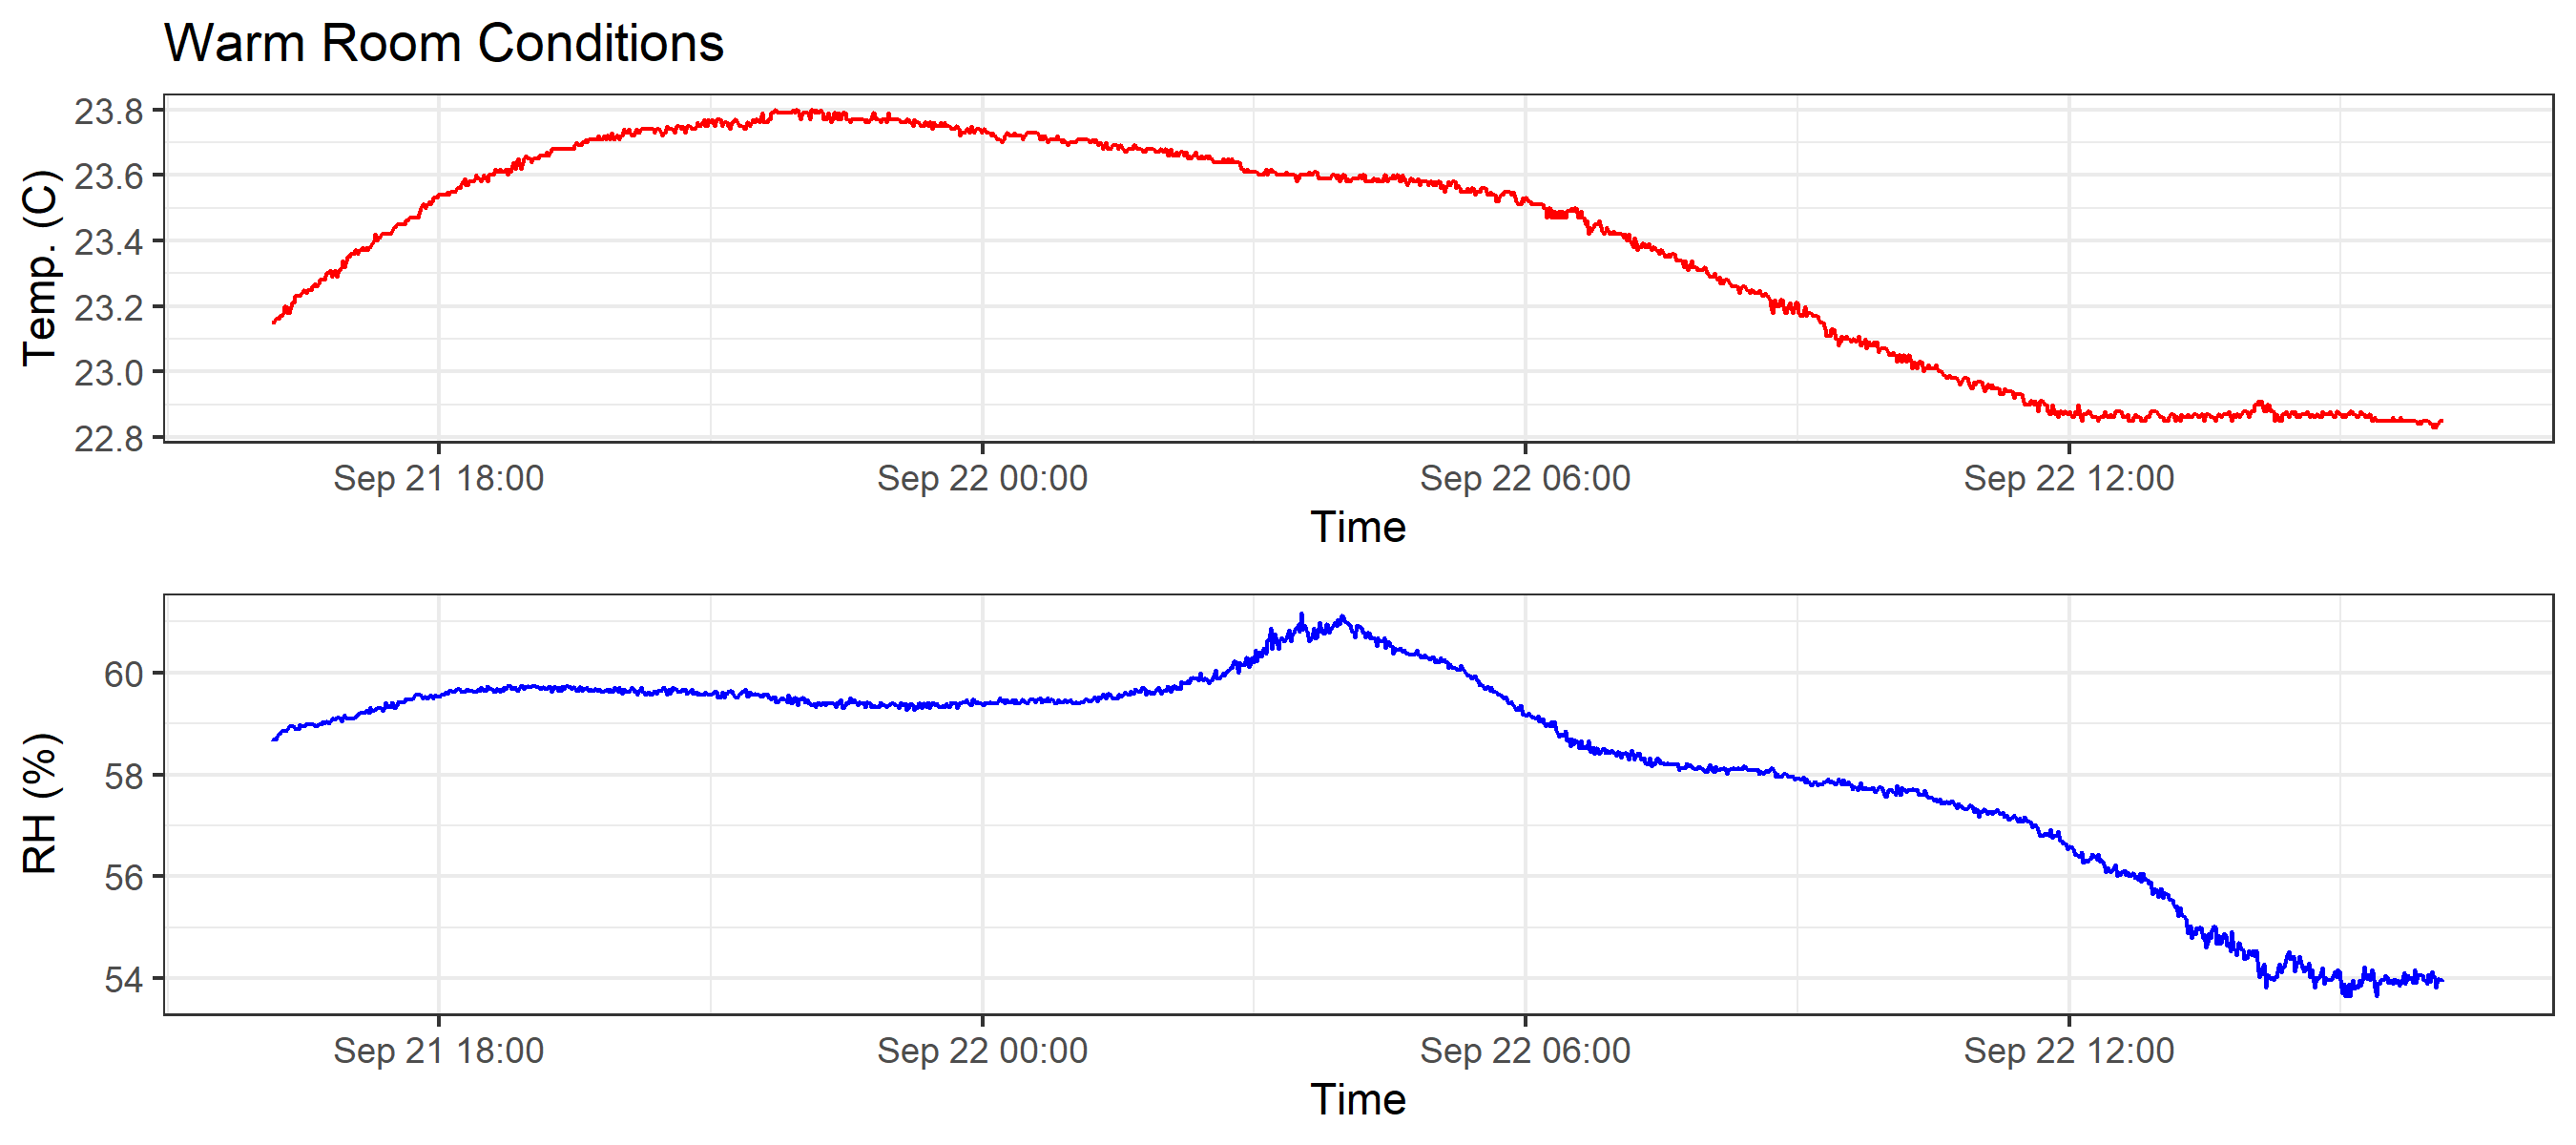 Warm Room Conditions
Temp. (C)
23.8
23.6
23.4
23.2
23.0
22.8
Sep 21 18:00 Sep 22 00:00 Sep 22 06:00 Sep 22 12:00
Time
RH (%)
60
58
56
54
Sep 21 18:00 Sep 22 00:00 Sep 22 06:00 Sep 22 12:00
Time